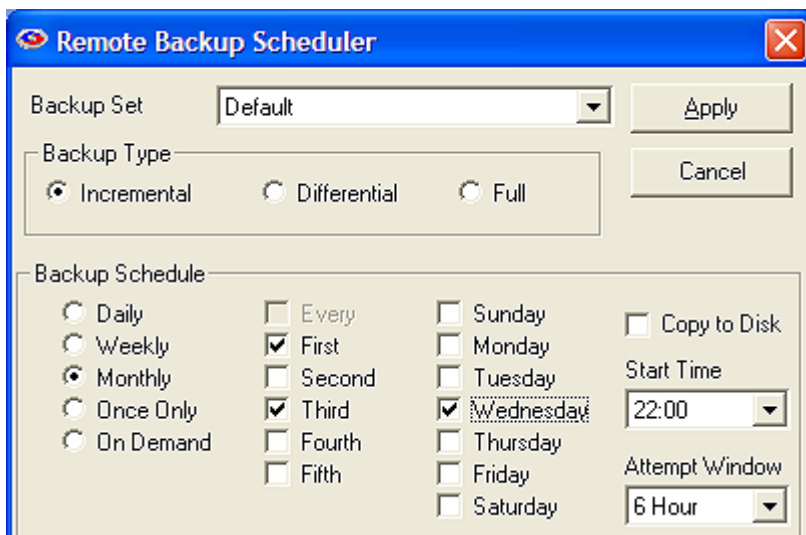 Remote Backup Scheduler
Backup Set Default Apply
Backup Type
Incremental Differential Full
Cancel
Backup Schedule
Daily
Weekly
Monthly
Once Only
On Demand
Every
First
Second
Third
Fourth
Fifth
Sunday
Monday
Tuesday
Wednesday
Thursday
Friday
Saturday
Copy to Disk
Start Time
22:00
Attempt Window
6 Hour